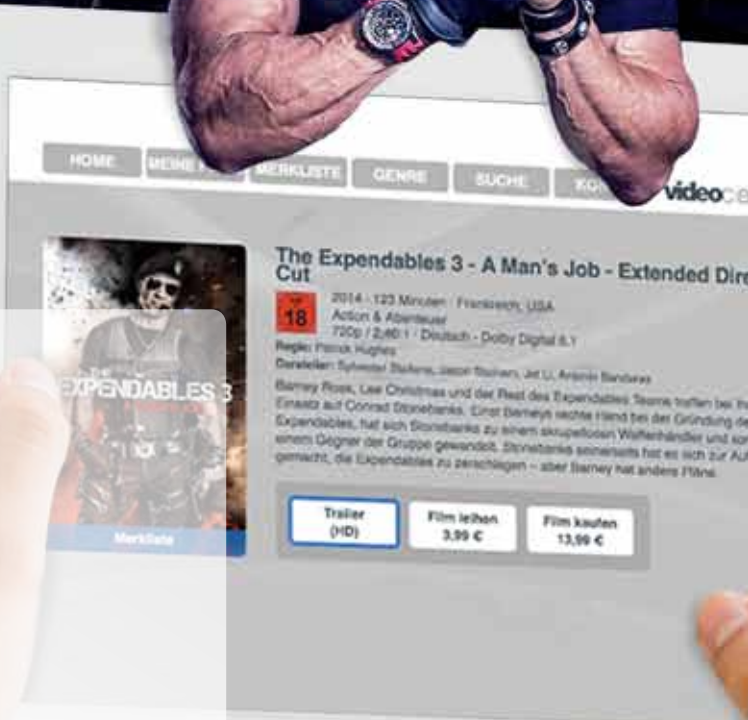 HOME
MERKLISTE
GENRE
SUCHE
videoce
The Expendables 3 - A Man's Job - Extended Dire
Cut
18
2014 - 123 Minuten - Frankreich, USA
Action & Abenteuer
720p / 2,40:1 - Deutsch - Dolby Digital 5.1
Regie: Patrick Hughes
Darsteller: Sylvester Stallone, Jason Statham, Jet Li, Antonio Banderas
Barney Ross, Lee Christmas und der Rest des Expendables Teams treffen bei
Einsatz auf Conrad Stonebanks. Einst Barneys rechte Hand bei der Gründung de
Expendables, hat sich Stonebanks zu einem skrupellosen Waffenhändler und
einem Gegner der Gruppe gewandelt. Stonebanks seinerseits hat es sich zur Auf
gemacht, die Expendables zu zerschlagen – aber Barney hat andere Pläne.
THE
EXPENDABLES 3
Merkliste
Trailer
(HD)
Film leihen
3,99 €
Film kaufen
13,99 €